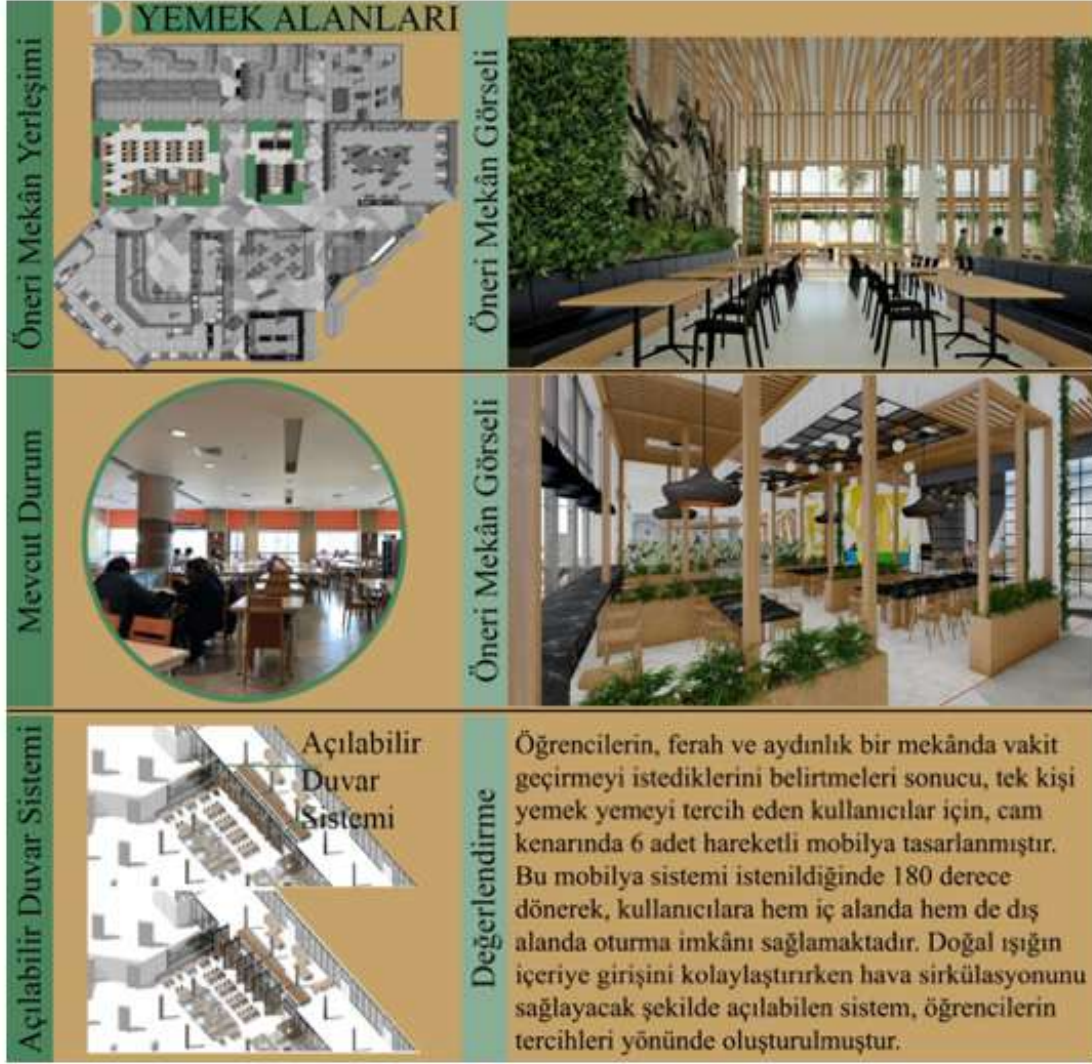 1D YEMEK ALANLARI
Öneri Mekân Yerleşimi
Öneri Mekân Görseli
Mevcut Durum
Öneri Mekân Görseli
Açılabilir Duvar Sistemi
Açılabilir
Duvar
Sistemi
Değerlendirme
Öğrencilerin, ferah ve aydınlık bir mekânda vakit
geçirmeyi istediklerini belirtmeleri sonucu, tek kişi
yemek yemeyi tercih eden kullanıcılar için, cam
kenarında 6 adet hareketli mobilya tasarlanmıştır.
Bu mobilya sistemi istenildiğinde 180 derece
dönerek, kullanıcılara hem iç alanda hem de dış
alanda oturma imkânı sağlamaktadır. Doğal ışığın
içeriye girişini kolaylaştırırken hava sirkülasyonunu
sağlayacak şekilde açılabilen sistem, öğrencilerin
tercihleri yönünde oluşturulmuştur.